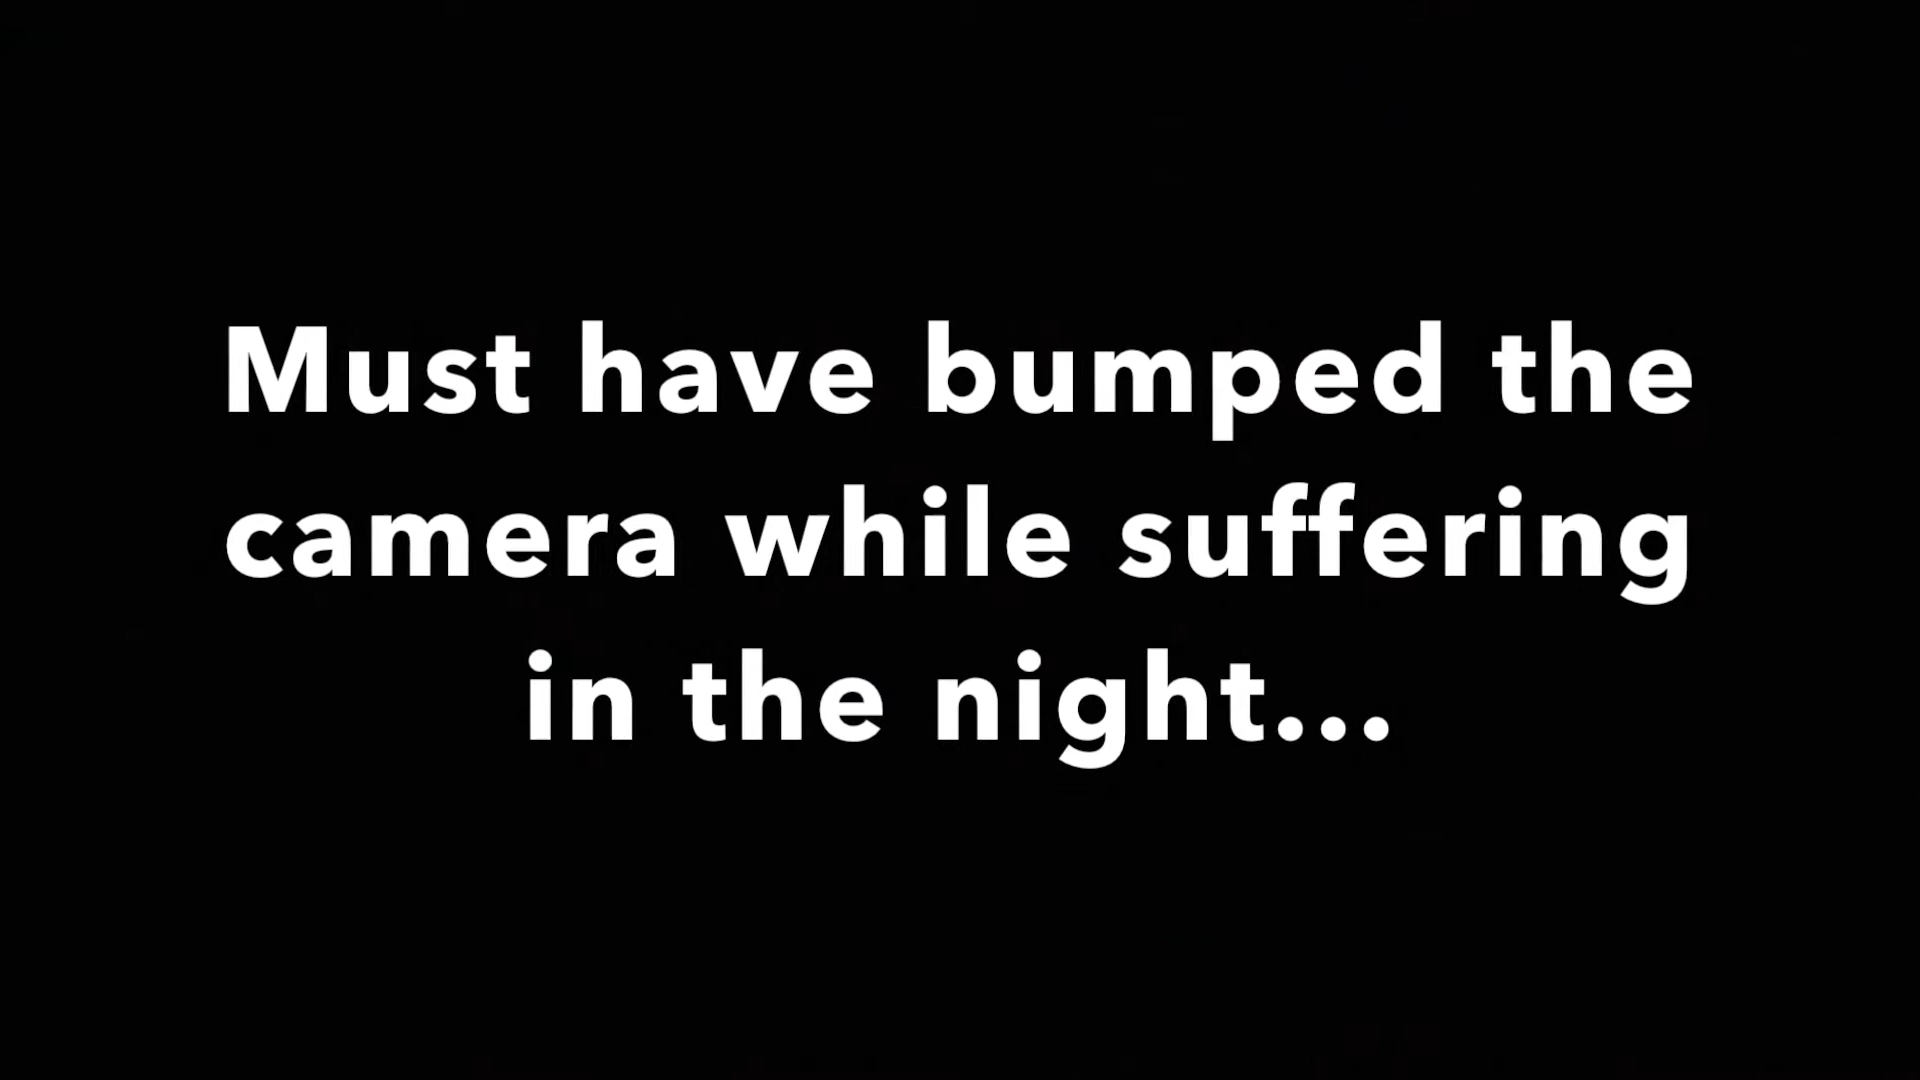 Must have bumped the
camera while suffering
in the night...